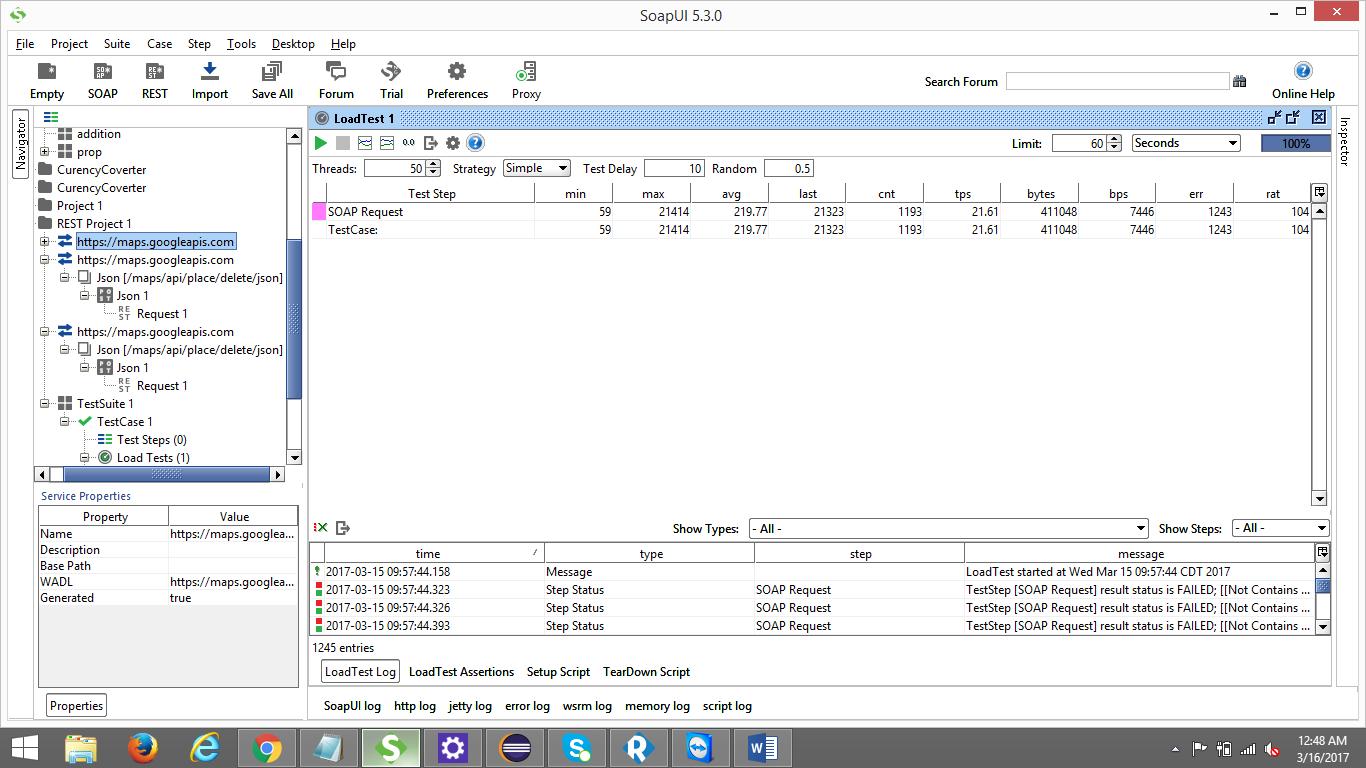 SoapUI 5.3.0
File Project Suite Case Step Tools Desktop Help
Empty SOAP REST Import Save All Forum Trial Preferences Proxy Search Forum Online Help
Navigator
addition
prop
CurencyCoverter
CurencyCoverter
Project 1
REST Project 1
https://maps.googleapis.com
https://maps.googleapis.com
Json [/maps/api/place/delete/json]
Json 1
Request 1
https://maps.googleapis.com
Json [/maps/api/place/delete/json]
Json 1
Request 1
TestSuite 1
TestCase 1
Test Steps (0)
Load Tests (1)
Service Properties
Property Value
Name https://maps.googlea...
Description
Base Path
WADL https://maps.googlea...
Generated true
Properties
LoadTest 1
0.0 Limit: 60 Seconds 100%
Threads: 50 Strategy Simple Test Delay 10 Random 0.5
Test Step min max avg last cnt tps bytes bps err rat
SOAP Request 59 21414 219.77 21323 1193 21.61 411048 7446 1243 104
TestCase: 59 21414 219.77 21323 1193 21.61 411048 7446 1243 104
Show Types: - All - Show Steps: - All -
time type step message
2017-03-15 09:57:44.158 Message LoadTest started at Wed Mar 15 09:57:44 CDT 2017
2017-03-15 09:57:44.323 Step Status SOAP Request TestStep [SOAP Request] result status is FAILED; [[Not Contains ...
2017-03-15 09:57:44.326 Step Status SOAP Request TestStep [SOAP Request] result status is FAILED; [[Not Contains ...
2017-03-15 09:57:44.393 Step Status SOAP Request TestStep [SOAP Request] result status is FAILED; [[Not Contains ...
1245 entries
LoadTest Log LoadTest Assertions Setup Script TearDown Script
SoapUI log http log jetty log error log wsrm log memory log script log
Inspector
12:48 AM
3/16/2017